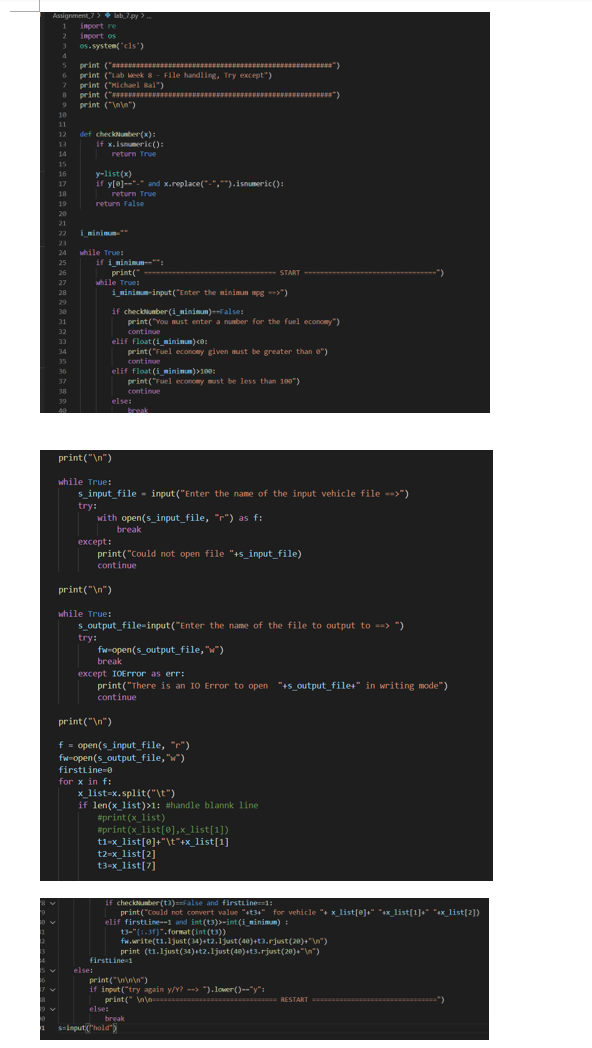 Assignment_7 > lab_7.py > ...
1 import re
2 import os
3 os.system('cls')
4
5 print ("#######################################################")
6 print ("Lab Week 8 - File handling, Try except")
7 print ("Michael Bai")
8 print ("#######################################################")
9 print ("\n\n")
10
11
12 def checkNumber(x):
13 if x.isnumeric():
14 return True
15
16 y=list(x)
17 if y[0]=="-" and x.replace("-","").isnumeric():
18 return True
19 return False
20
21
22 i_minimum=""
23
24 while True:
25 if i_minimum=="":
26 print(" ================================= START =================================")
27 while True:
28 i_minimum=input("Enter the minimum mpg ==>")
29
30 if checkNumber(i_minimum)==False:
31 print("You must enter a number for the fuel economy")
32 continue
33 elif float(i_minimum)<0:
34 print("Fuel economy given must be greater than 0")
35 continue
36 elif float(i_minimum)>100:
37 print("Fuel economy must be less than 100")
38 continue
39 else:
40 break
print("\n")
while True:
s_input_file = input("Enter the name of the input vehicle file ==>")
try:
with open(s_input_file, "r") as f:
break
except:
print("Could not open file "+s_input_file)
continue
print("\n")
while True:
s_output_file=input("Enter the name of the file to output to ==> ")
try:
fw=open(s_output_file,"w")
break
except IOError as err:
print("There is an IO Error to open  "+s_output_file+" in writing mode")
continue
print("\n")
f = open(s_input_file, "r")
fw=open(s_output_file,"w")
firstLine=0
for x in f:
x_list=x.split("\t")
if len(x_list)>1: #handle blannk line
#print(x_list)
#print(x_list[0],x_list[1])
t1=x_list[0]+"\t"+x_list[1]
t2=x_list[2]
t3=x_list[7]
8 if checkNumber(t3)==False and firstLine==1:
9 print("Could not convert value "+t3+"  for vehicle "+ x_list[0]+" "+x_list[1]+" "+x_list[2])
0 elif firstLine==1 and int(t3)>=int(i_minimum) :
1 t3="{:.3f}".format(int(t3))
2 fw.write(t1.ljust(34)+t2.ljust(40)+t3.rjust(20)+"\n")
3 print (t1.ljust(34)+t2.ljust(40)+t3.rjust(20)+"\n")
4 firstLine=1
5 else:
6 print("\n\n\n")
7 if input("try again y/Y? ==> ").lower()=="y":
8 print(" \n\n=============================== RESTART ===============================")
9 else:
0 break
1 s=input("hold")